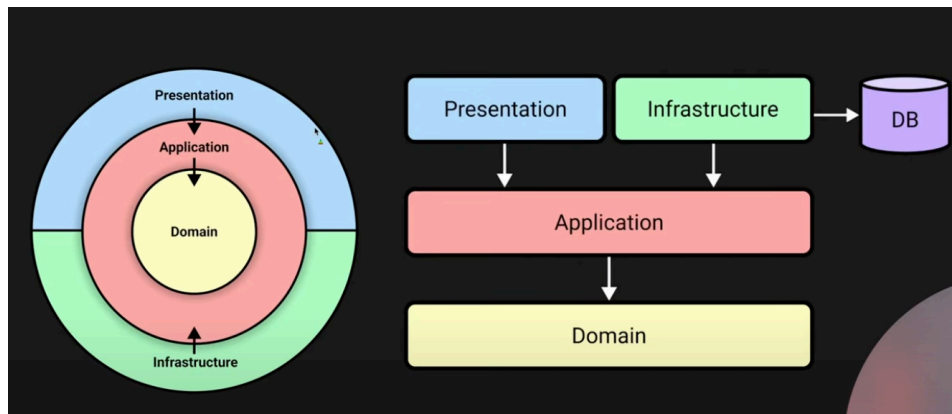 Presentation
Application
Domain
Infrastructure
Presentation
Infrastructure
DB
Application
Domain